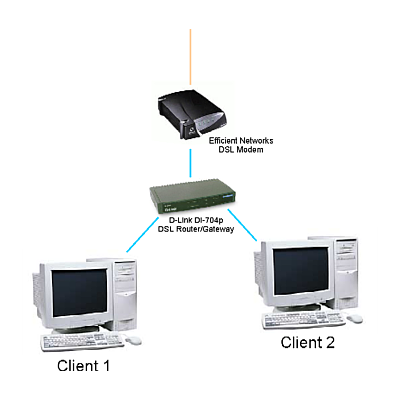 Efficient Networks
DSL Modem
D-Link DI-704p
DSL Router/Gateway
Client 1
Client 2